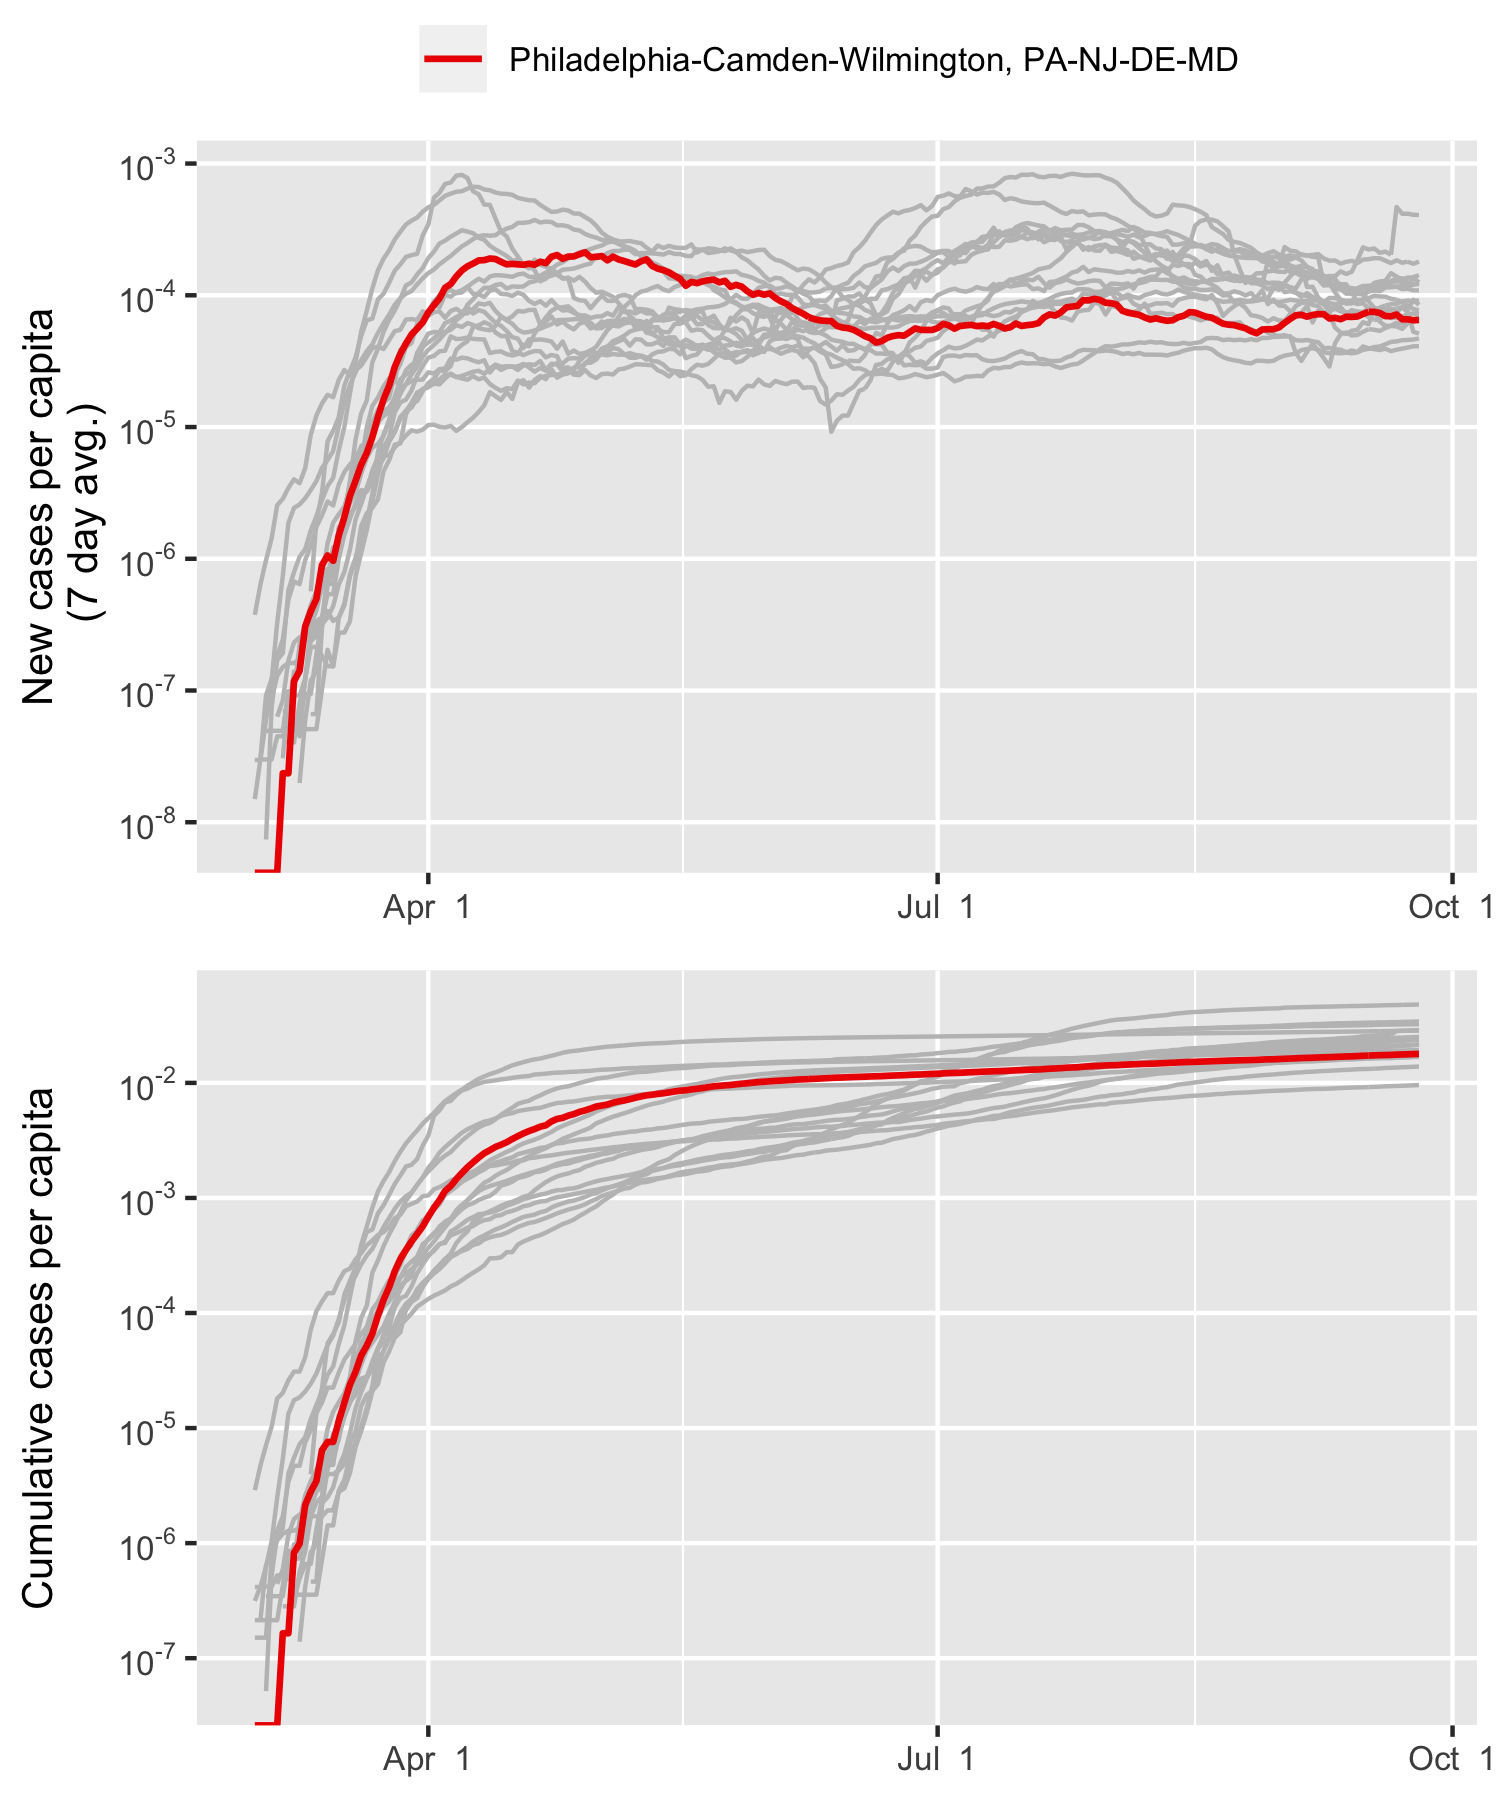 Philadelphia-Camden-Wilmington, PA-NJ-DE-MD
New cases per capita
(7 day avg.)
10⁻³
10⁻⁴
10⁻⁵
10⁻⁶
10⁻⁷
10⁻⁸
Apr 1
Jul 1
Oct 1
Cumulative cases per capita
10⁻²
10⁻³
10⁻⁴
10⁻⁵
10⁻⁶
10⁻⁷
Apr 1
Jul 1
Oct 1